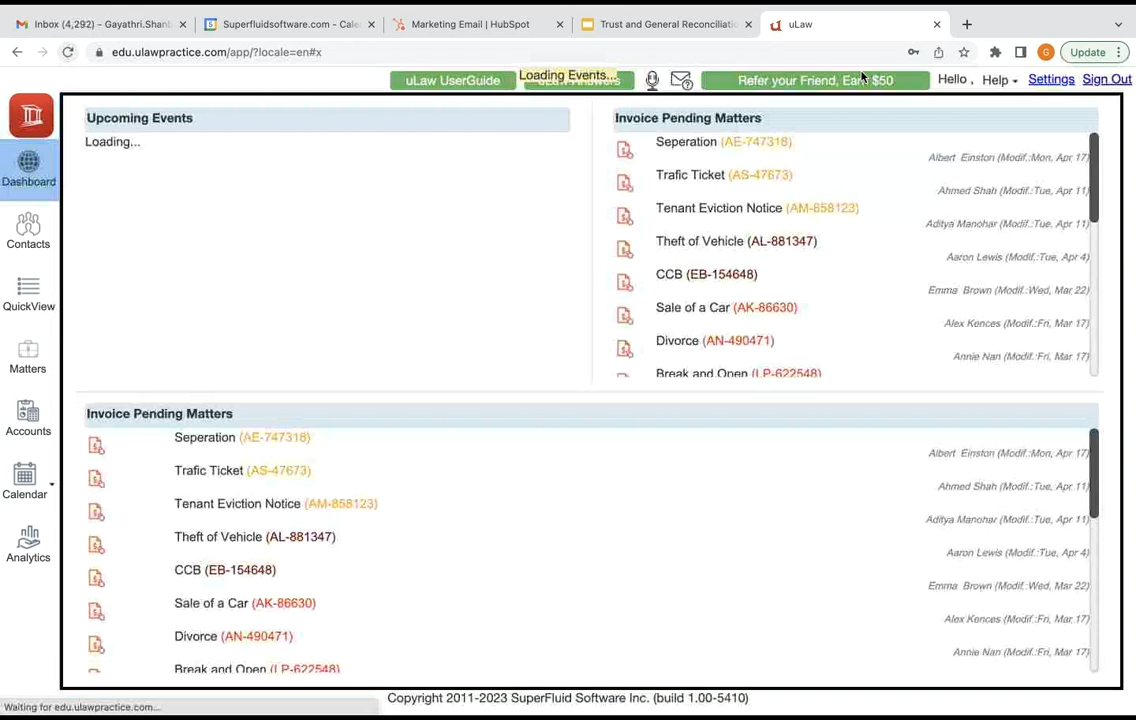 Inbox (4,292) - Gayathri.Shan
Superfluidsoftware.com - Cale
Marketing Email | HubSpot
Trust and General Reconciliatio
uLaw
edu.ulawpractice.com/app/?locale=en#x
G
Update
uLaw UserGuide
Loading Events...
Refer your Friend, Earn $50
Hello ,
Help
Settings
Sign Out
Dashboard
Contacts
QuickView
Matters
Accounts
Calendar
Analytics
Upcoming Events
Loading...
Invoice Pending Matters
Seperation (AE-747318)
Albert Einston (Modif.:Mon, Apr 17)
Trafic Ticket (AS-47673)
Ahmed Shah (Modif.:Tue, Apr 11)
Tenant Eviction Notice (AM-858123)
Aditya Manohar (Modif.:Tue, Apr 11)
Theft of Vehicle (AL-881347)
Aaron Lewis (Modif.:Tue, Apr 4)
CCB (EB-154648)
Emma Brown (Modif.:Wed, Mar 22)
Sale of a Car (AK-86630)
Alex Kences (Modif.:Fri, Mar 17)
Divorce (AN-490471)
Annie Nan (Modif.:Fri, Mar 17)
Break and Open (LP-622548)
Invoice Pending Matters
Seperation (AE-747318)
Albert Einston (Modif.:Mon, Apr 17)
Trafic Ticket (AS-47673)
Ahmed Shah (Modif.:Tue, Apr 11)
Tenant Eviction Notice (AM-858123)
Aditya Manohar (Modif.:Tue, Apr 11)
Theft of Vehicle (AL-881347)
Aaron Lewis (Modif.:Tue, Apr 4)
CCB (EB-154648)
Emma Brown (Modif.:Wed, Mar 22)
Sale of a Car (AK-86630)
Alex Kences (Modif.:Fri, Mar 17)
Divorce (AN-490471)
Annie Nan (Modif.:Fri, Mar 17)
Break and Open (LP-622548)
Copyright 2011-2023 SuperFluid Software Inc. (build 1.00-5410)
Waiting for edu.ulawpractice.com...